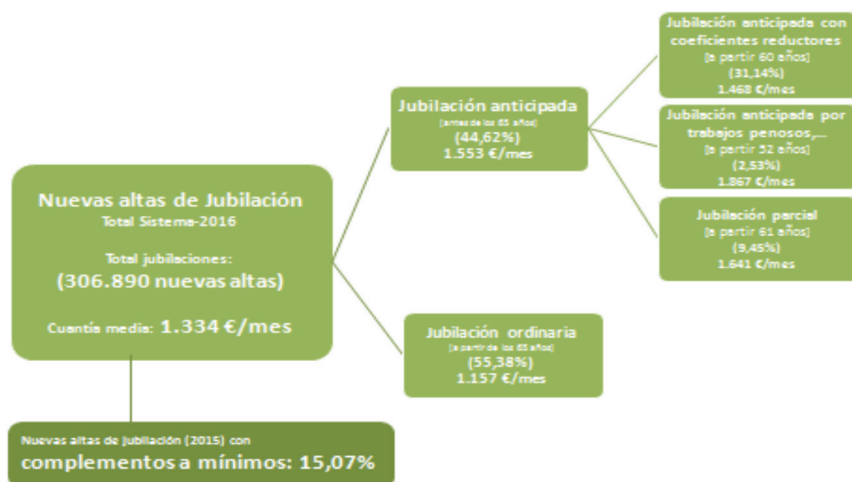 Nuevas altas de Jubilación
Total Sistema-2016
Total jubilaciones:
(306.890 nuevas altas)
Cuantía media: 1.334 €/mes
Nuevas altas de Jubilación (2015) con
complementos a mínimos: 15,07%
Jubilación anticipada
[antes de los 65 años]
(44,62%)
1.553 €/mes
Jubilación ordinaria
[a partir de los 65 años]
(55,38%)
1.157 €/mes
Jubilación anticipada con
coeficientes reductores
[a partir 60 años]
(31,14%)
1.468 €/mes
Jubilación anticipada por
trabajos penosos,...
[a partir 52 años]
(2,53%)
1.867 €/mes
Jubilación parcial
[a partir 61 años]
(9,45%)
1.641 €/mes